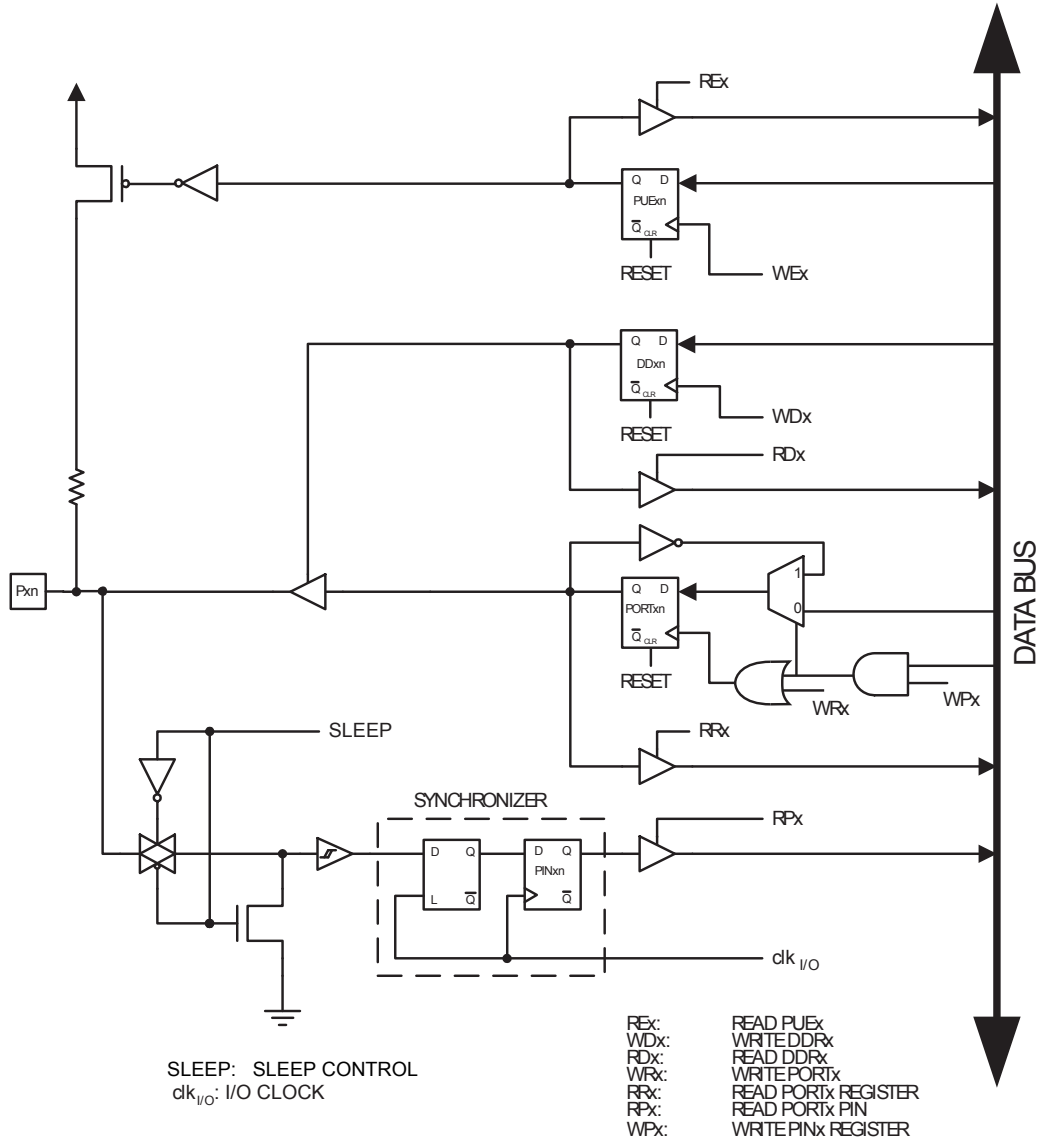 REx
Q D
PUExn
Q CLR
RESET
WEx
Q D
DDxn
Q CLR
RESET
WDx
RDx
1
Pxn
Q D
PORTxn
0
Q CLR
RESET
WRx
WPx
DATA BUS
SLEEP
RRx
SYNCHRONIZER
RPx
D Q
L Q
D Q
PINxn
Q
clk I/O
SLEEP: SLEEP CONTROL
clkI/O: I/O CLOCK
REx: READ PUEx
WDx: WRITE DDRx
RDx: READ DDRx
WRx: WRITE PORTx
RRx: READ PORTx REGISTER
RPx: READ PORTx PIN
WPx: WRITE PINx REGISTER